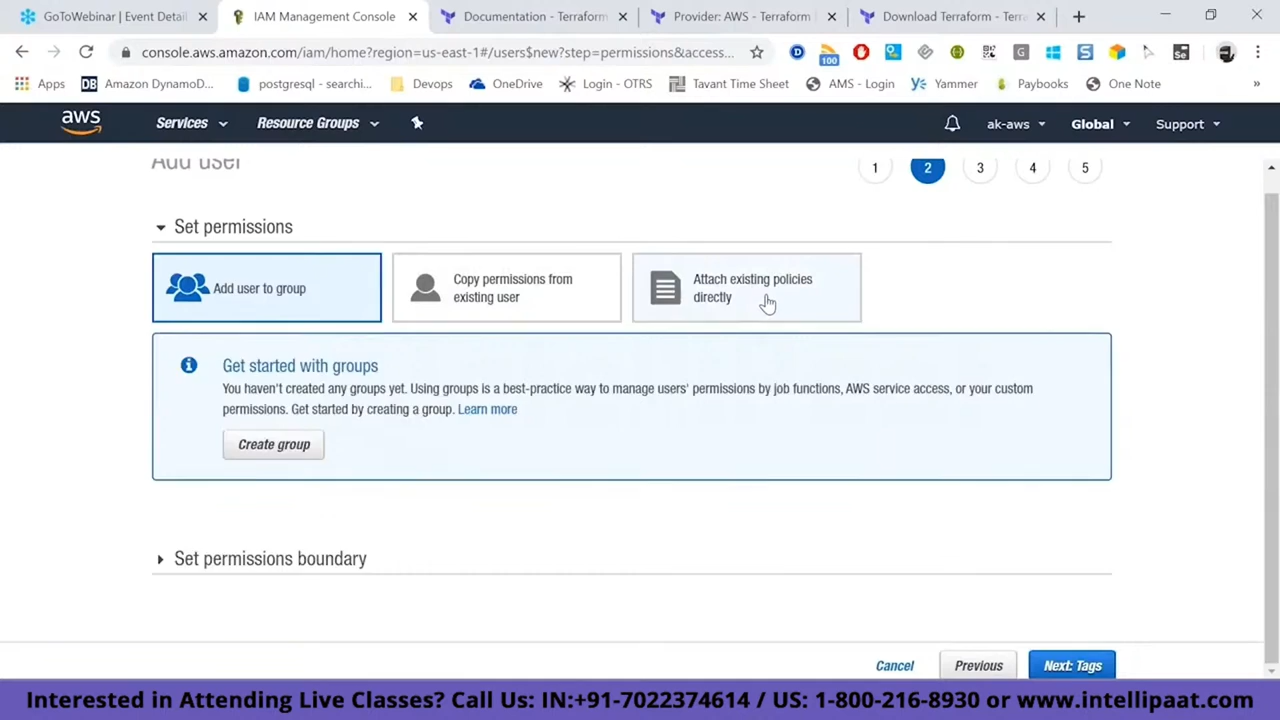 GoToWebinar | Event Detail
IAM Management Console
Documentation - Terraform
Provider: AWS - Terraform
Download Terraform - Terra
console.aws.amazon.com/iam/home?region=us-east-1#/users$new?step=permissions&access...
100
Apps
DB Amazon DynamoD...
postgresql - searchi...
Devops
OneDrive
Login - OTRS
Tavant Time Sheet
AMS - Login
Yammer
Paybooks
One Note
»
aws
Services
Resource Groups
ak-aws
Global
Support
Add user
1
2
3
4
5
Set permissions
Add user to group
Copy permissions from
existing user
Attach existing policies
directly
Get started with groups
You haven't created any groups yet. Using groups is a best-practice way to manage users' permissions by job functions, AWS service access, or your custom
permissions. Get started by creating a group. Learn more
Create group
Set permissions boundary
Cancel
Previous
Next: Tags
Interested in Attending Live Classes? Call Us: IN:+91-7022374614 / US: 1-800-216-8930 or www.intellipaat.com